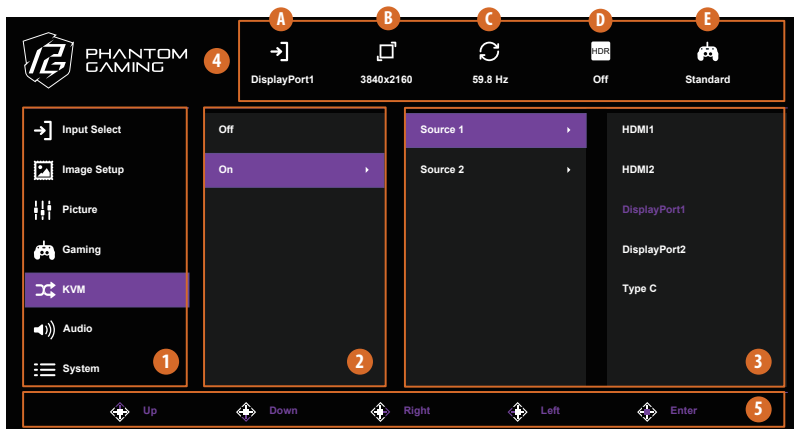 A
B
C
D
E
PHANTOM
GAMING
4
HDR
DisplayPort1
3840x2160
59.8 Hz
Off
Standard
Input Select
Image Setup
Picture
Gaming
KVM
Audio
System
1
Off
On
2
Source 1
Source 2
HDMI1
HDMI2
DisplayPort1
DisplayPort2
Type C
3
Up
Down
Right
Left
Enter
5